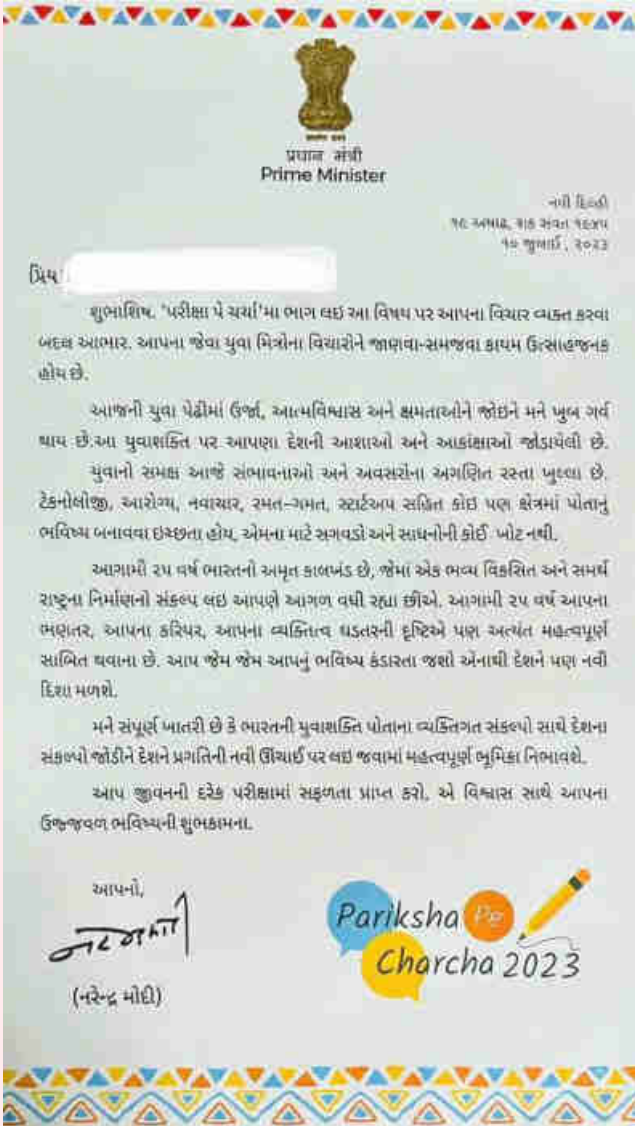 प्रधान मंत्री
Prime Minister
નવી દિલ્હી
૧૯ અષાઢ, શક સંવત ૧૯૪૫
૧૦ જુલાઈ, ૨૦૨૩
પ્રિય
શુભાશિષ. 'પરીક્ષા પે ચર્ચા'મા ભાગ લઇ આ વિષય પર આપના વિચાર વ્યક્ત કરવા
બદલ આભાર. આપના જેવા યુવા મિત્રોના વિચારોને જાણવા-સમજવા કાયમ ઉત્સાહજનક
હોય છે.
આજની યુવા પેઢીમાં ઉર્જા, આત્મવિશ્વાસ અને ક્ષમતાઓને જોઇને મને ખુબ ગર્વ
થાય છે.આ યુવાશક્તિ પર આપણા દેશની આશાઓ અને આકાંક્ષાઓ જોડાયેલી છે.
યુવાનો સમક્ષ આજે સંભાવનાઓ અને અવસરોના અગણિત રસ્તા ખુલ્લા છે.
ટેકનોલોજી, આરોગ્ય, નવાચાર, રમત-ગમત, સ્ટાર્ટઅપ સહિત કોઇ પણ ક્ષેત્રમાં પોતાનું
ભવિષ્ય બનાવવા ઇચ્છતા હોય, એમના માટે સગવડો અને સાધનોની કોઈ ખોટ નથી.
આગામી ૨૫ વર્ષ ભારતનો અમૃત કાળખંડ છે, જેમાં એક ભવ્ય વિકસિત અને સમર્થ
રાષ્ટ્રના નિર્માણનો સંકલ્પ લઇ આપણે આગળ વધી રહ્યા છીએ. આગામી ૨૫ વર્ષ આપના
ભણતર, આપના કરિયર, આપના વ્યક્તિત્વ ઘડતરની દૃષ્ટિએ પણ અત્યંત મહત્વપૂર્ણ
સાબિત થવાના છે. આપ જેમ જેમ આપનું ભવિષ્ય કંડારતા જશો એનાથી દેશને પણ નવી
દિશા મળશે.
મને સંપૂર્ણ ખાતરી છે કે ભારતની યુવાશક્તિ પોતાના વ્યક્તિગત સંકલ્પો સાથે દેશના
સંકલ્પો જોડીને દેશને પ્રગતિની નવી ઊંચાઈ પર લઇ જવામાં મહત્વપૂર્ણ ભૂમિકા નિભાવશે.
આપ જીવનની દરેક પરીક્ષામાં સફળતા પ્રાપ્ત કરો, એ વિશ્વાસ સાથે આપના
ઉજ્જવળ ભવિષ્યની શુભકામના.
આપનો,
(નરેન્દ્ર મોદી)
Pariksha Pe
Charcha 2023